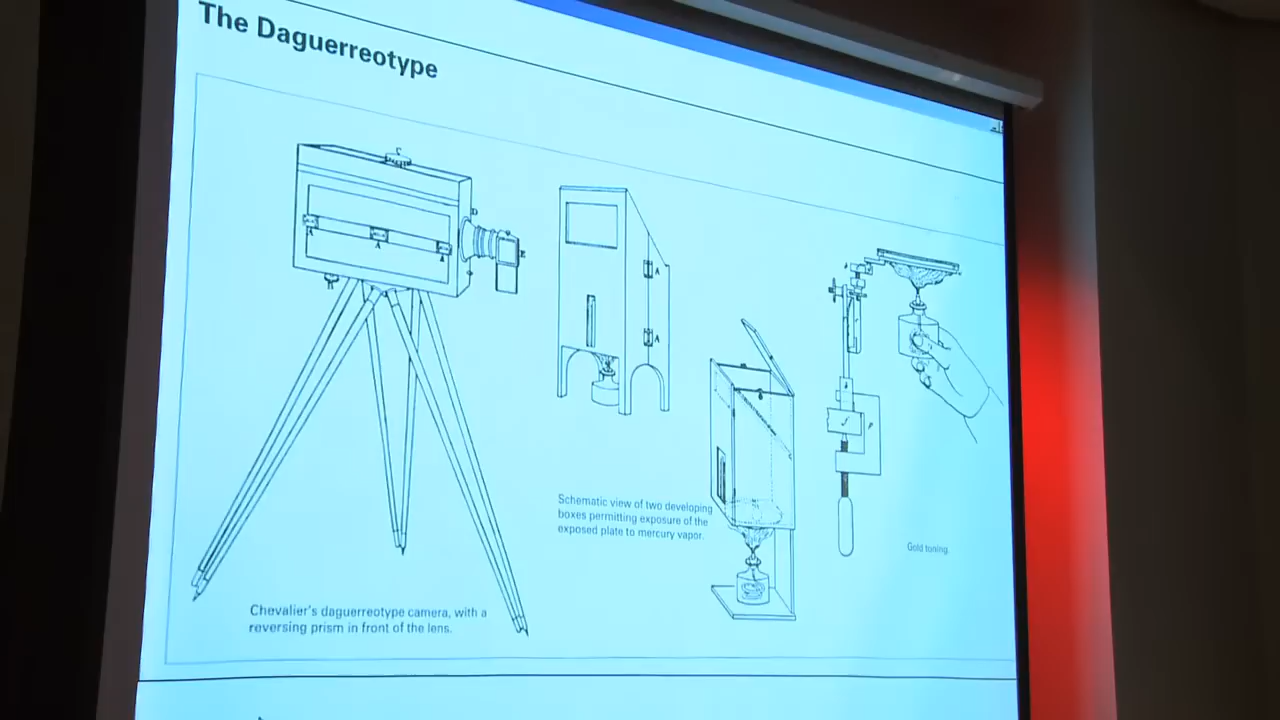 The Daguerreotype
C
A
A
A
A
A
Schematic view of two developing
boxes permitting exposure of the
exposed plate to mercury vapor.
P
Gold toning.
Chevalier's daguerreotype camera, with a
reversing prism in front of the lens.